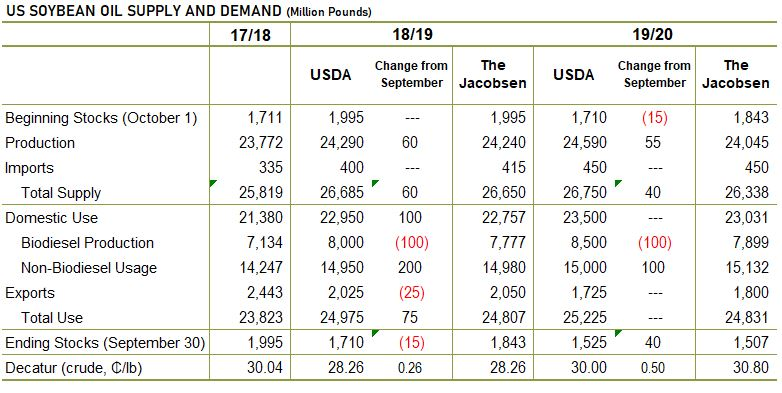 US SOYBEAN OIL SUPPLY AND DEMAND (Million Pounds)
17/18 18/19 19/20
USDA Change from September The Jacobsen USDA Change from September The Jacobsen
Beginning Stocks (October 1) 1,711 1,995 --- 1,995 1,710 (15) 1,843
Production 23,772 24,290 60 24,240 24,590 55 24,045
Imports 335 400 --- 415 450 --- 450
Total Supply 25,819 26,685 60 26,650 26,750 40 26,338
Domestic Use 21,380 22,950 100 22,757 23,500 --- 23,031
Biodiesel Production 7,134 8,000 (100) 7,777 8,500 (100) 7,899
Non-Biodiesel Usage 14,247 14,950 200 14,980 15,000 100 15,132
Exports 2,443 2,025 (25) 2,050 1,725 --- 1,800
Total Use 23,823 24,975 75 24,807 25,225 --- 24,831
Ending Stocks (September 30) 1,995 1,710 (15) 1,843 1,525 40 1,507
Decatur (crude, ₵/lb) 30.04 28.26 0.26 28.26 30.00 0.50 30.80